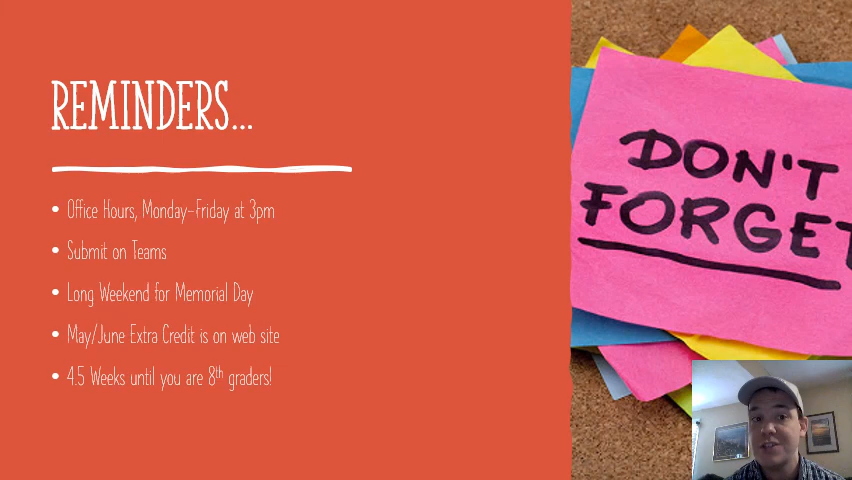 REMINDERS...
• Office Hours, Monday-Friday at 3pm
• Submit on Teams
• Long Weekend for Memorial Day
• May/June Extra Credit is on web site
• 4.5 Weeks until you are 8th graders!
DON'T
FORGET